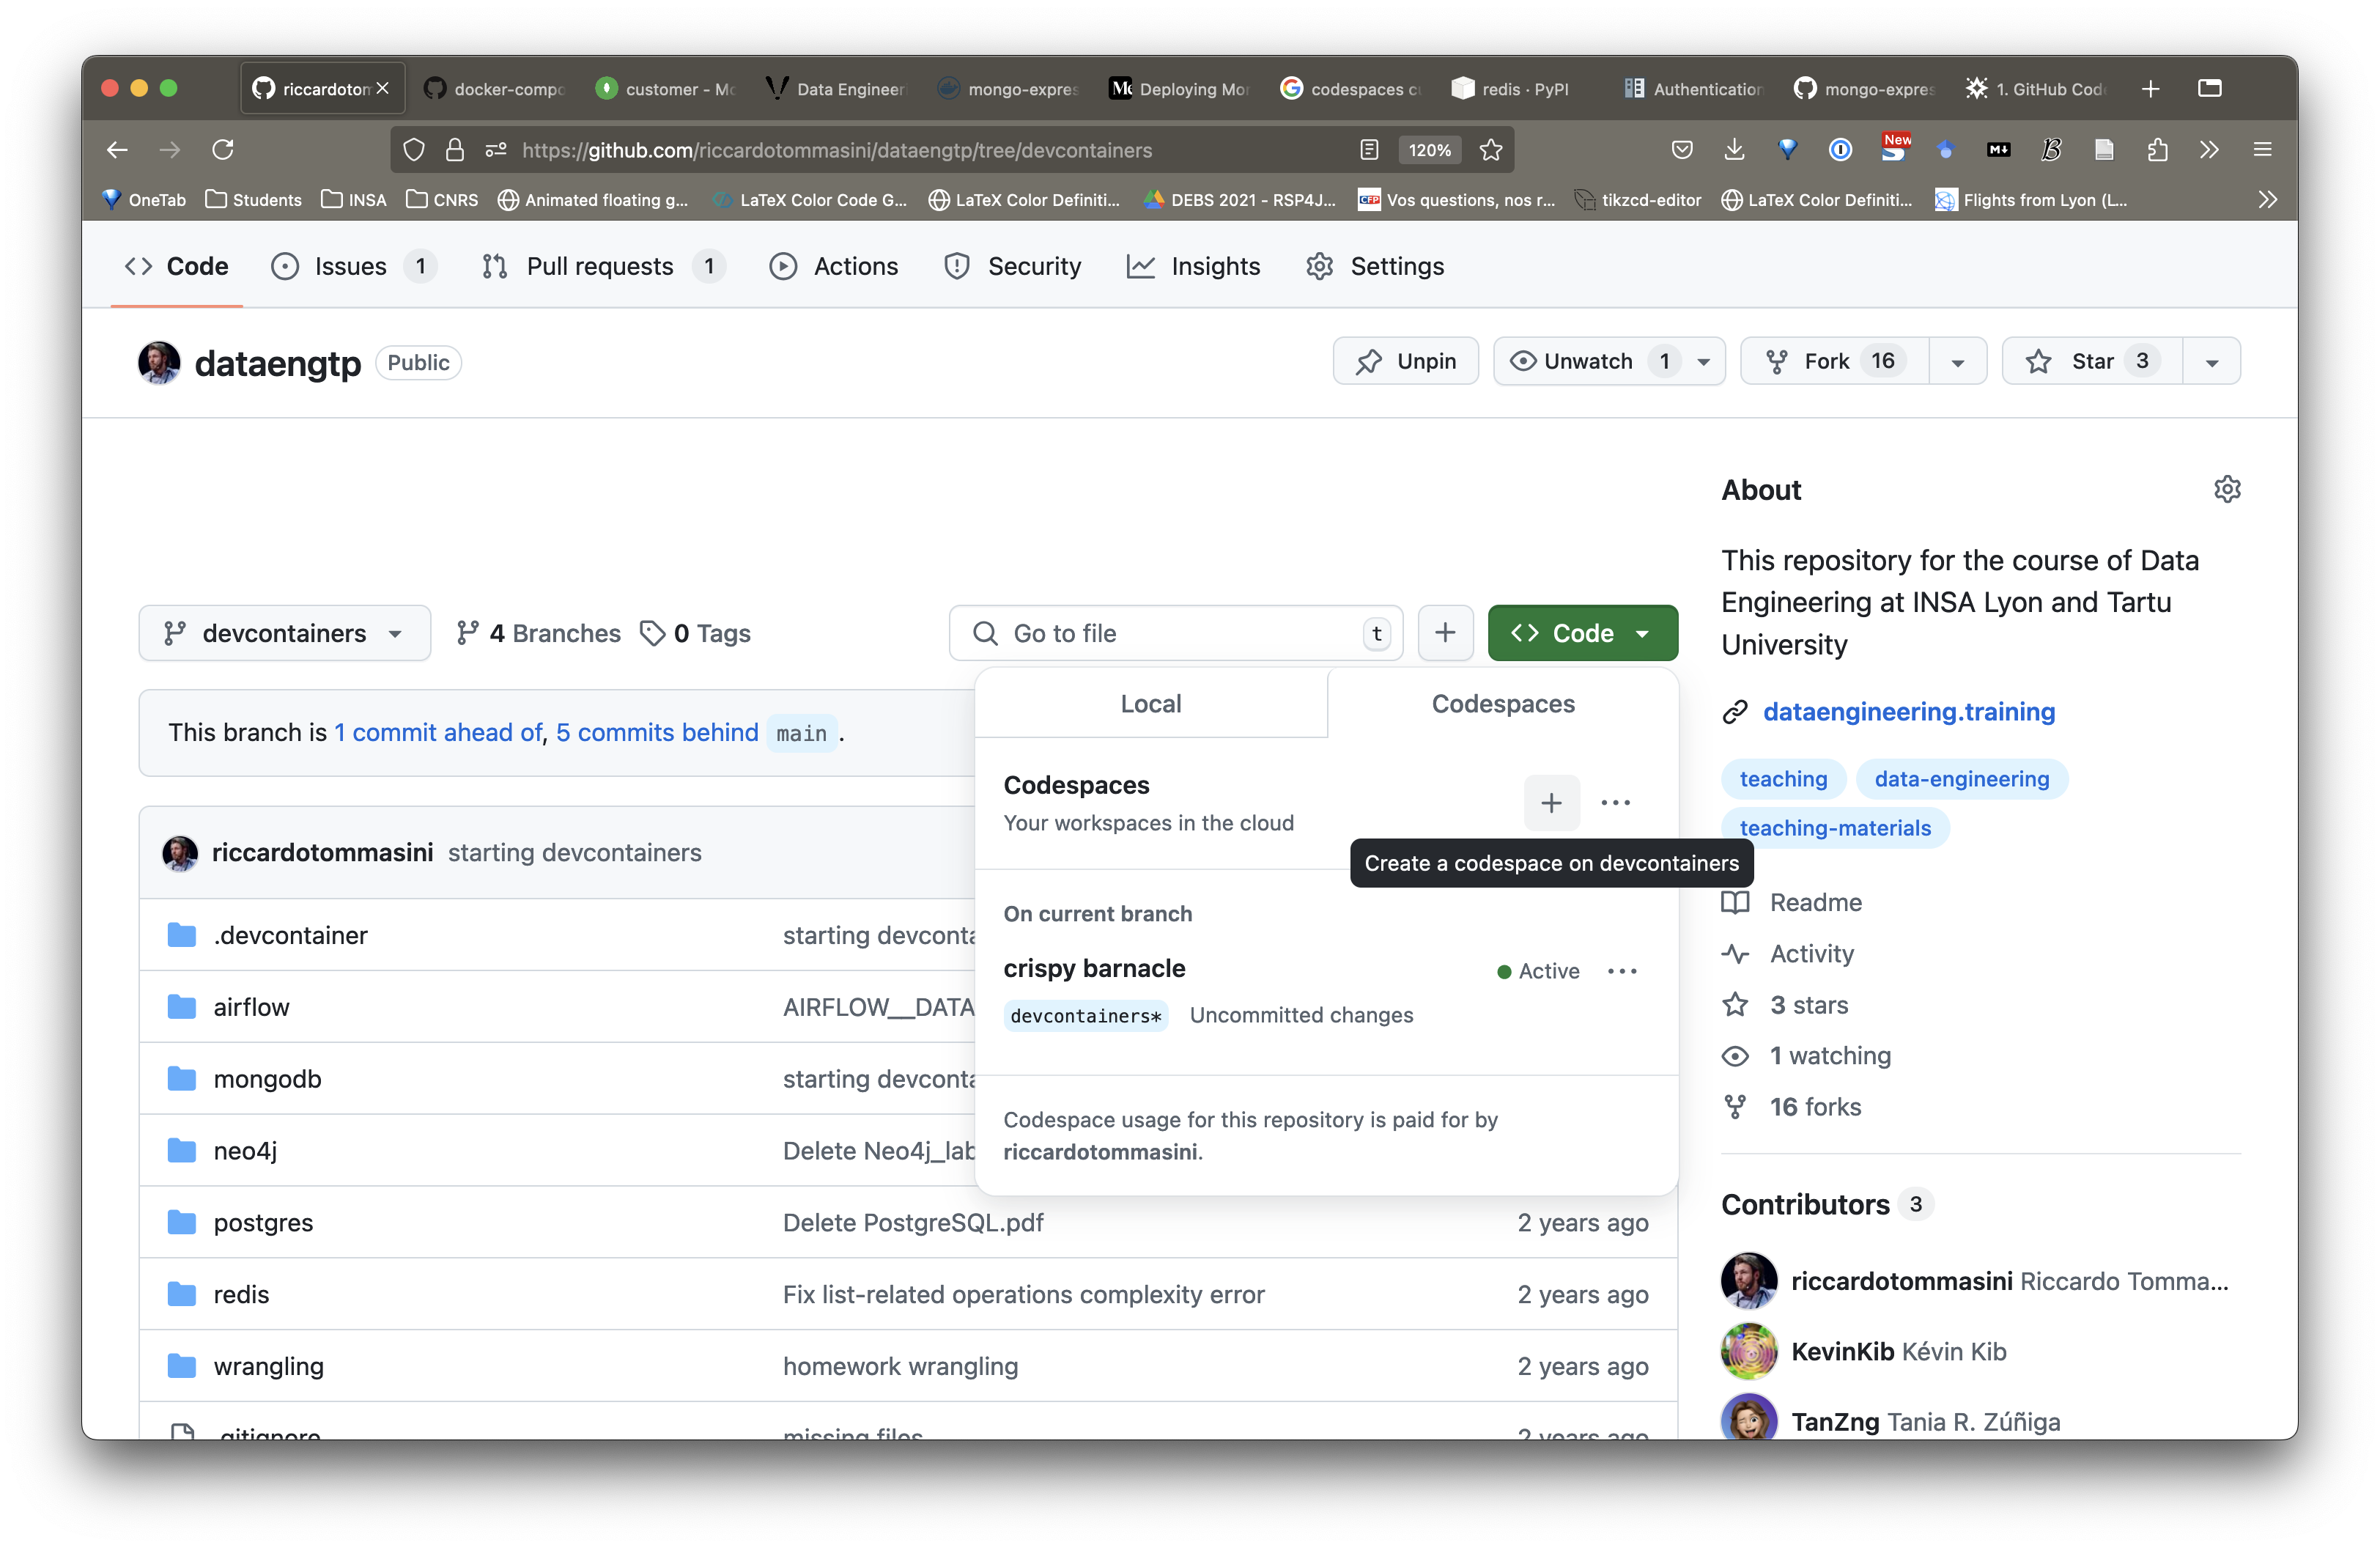 riccardoton
docker-compo
customer - Mo
Data Engineer
mongo-expres
Deploying Mor
codespaces c
redis · PyPI
Authentication
mongo-expres
1. GitHub Code
https://github.com/riccardotommasini/dataengtp/tree/devcontainers
120%
New
OneTab
Students
INSA
CNRS
Animated floating g...
LaTeX Color Code G...
LaTeX Color Definiti...
DEBS 2021 - RSP4J...
CFP
Vos questions, nos r...
tikzcd-editor
LaTeX Color Definiti...
Flights from Lyon (L...
Code
Issues 1
Pull requests 1
Actions
Security
Insights
Settings
dataengtp Public
Unpin
Unwatch 1
Fork 16
Star 3
devcontainers
4 Branches
0 Tags
Go to file t
+
Code
This branch is 1 commit ahead of, 5 commits behind main .
riccardotommasini starting devcontainers
.devcontainer starting devconta
airflow AIRFLOW__DATA
mongodb starting devconta
neo4j Delete Neo4j_lab
postgres Delete PostgreSQL.pdf 2 years ago
redis Fix list-related operations complexity error 2 years ago
wrangling homework wrangling 2 years ago
.gitignore missing files 2 years ago
Local
Codespaces
Codespaces
Your workspaces in the cloud
Create a codespace on devcontainers
On current branch
crispy barnacle Active
devcontainers* Uncommitted changes
Codespace usage for this repository is paid for by
riccardotommasini.
About
This repository for the course of Data
Engineering at INSA Lyon and Tartu
University
dataengineering.training
teaching data-engineering
teaching-materials
Readme
Activity
3 stars
1 watching
16 forks
Contributors 3
riccardotommasini Riccardo Tomma...
KevinKib Kévin Kib
TanZng Tania R. Zúñiga